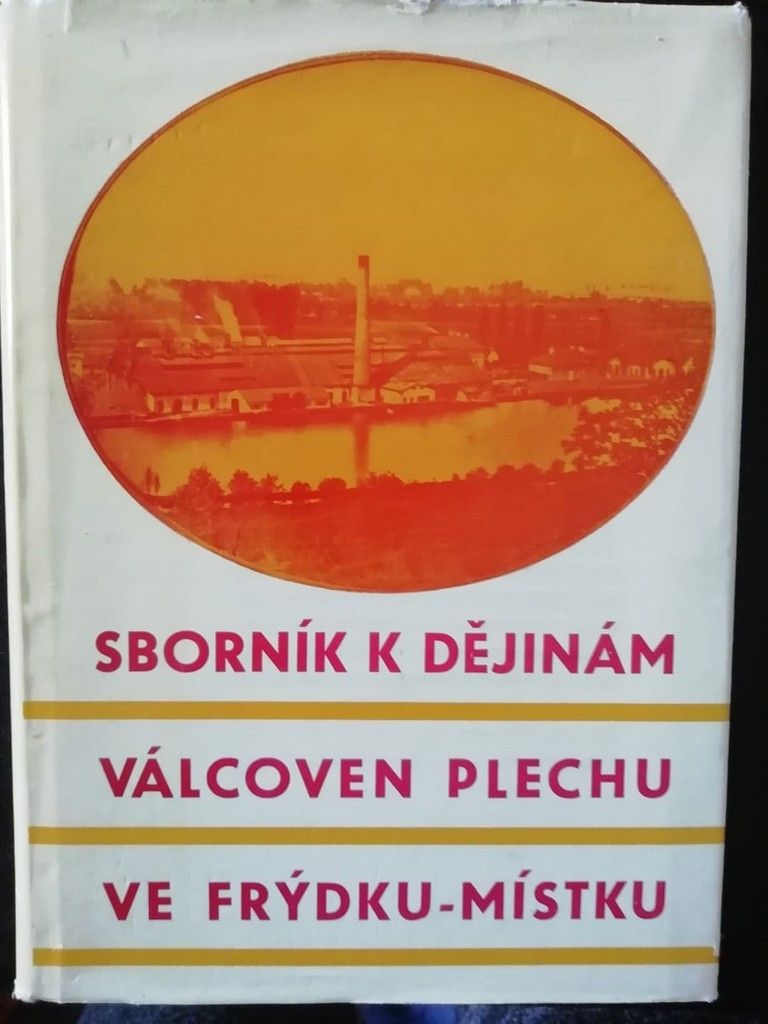 SBORNÍK K DĚJINÁM
VÁLCOVEN PLECHU
VE FRÝDKU-MÍSTKU